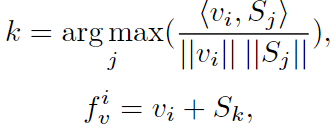 k = arg max_j ( ⟨v_i, S_j⟩ / ||v_i|| ||S_j|| ),
f_v^i = v_i + S_k,